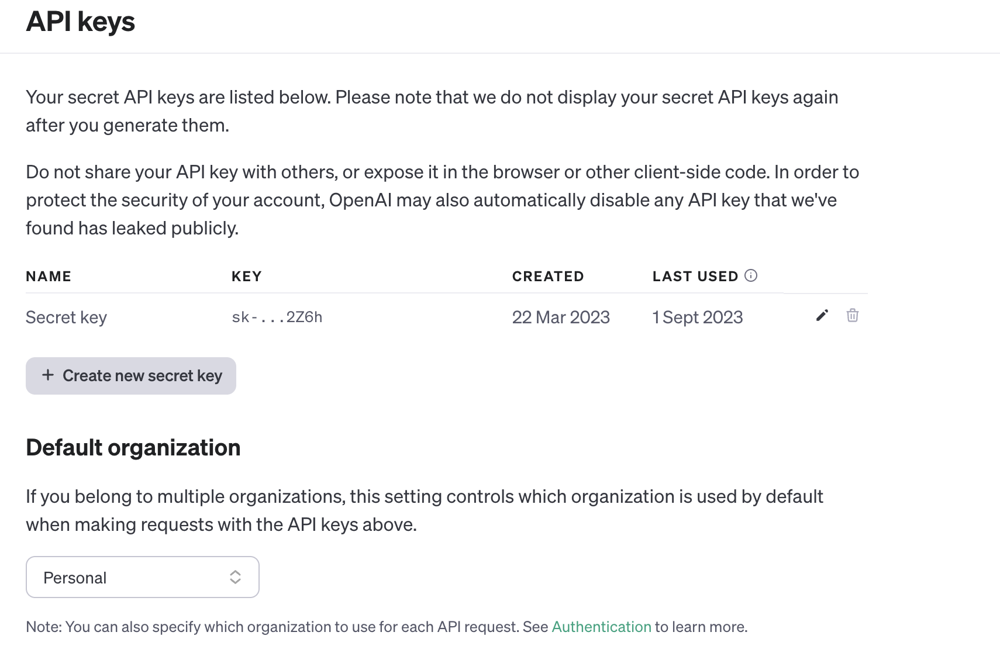 API keys
Your secret API keys are listed below. Please note that we do not display your secret API keys again
after you generate them.
Do not share your API key with others, or expose it in the browser or other client-side code. In order to
protect the security of your account, OpenAI may also automatically disable any API key that we've
found has leaked publicly.
NAME KEY CREATED LAST USED
Secret key sk-...2Z6h 22 Mar 2023 1 Sept 2023
+ Create new secret key
Default organization
If you belong to multiple organizations, this setting controls which organization is used by default
when making requests with the API keys above.
Personal
Note: You can also specify which organization to use for each API request. See Authentication to learn more.